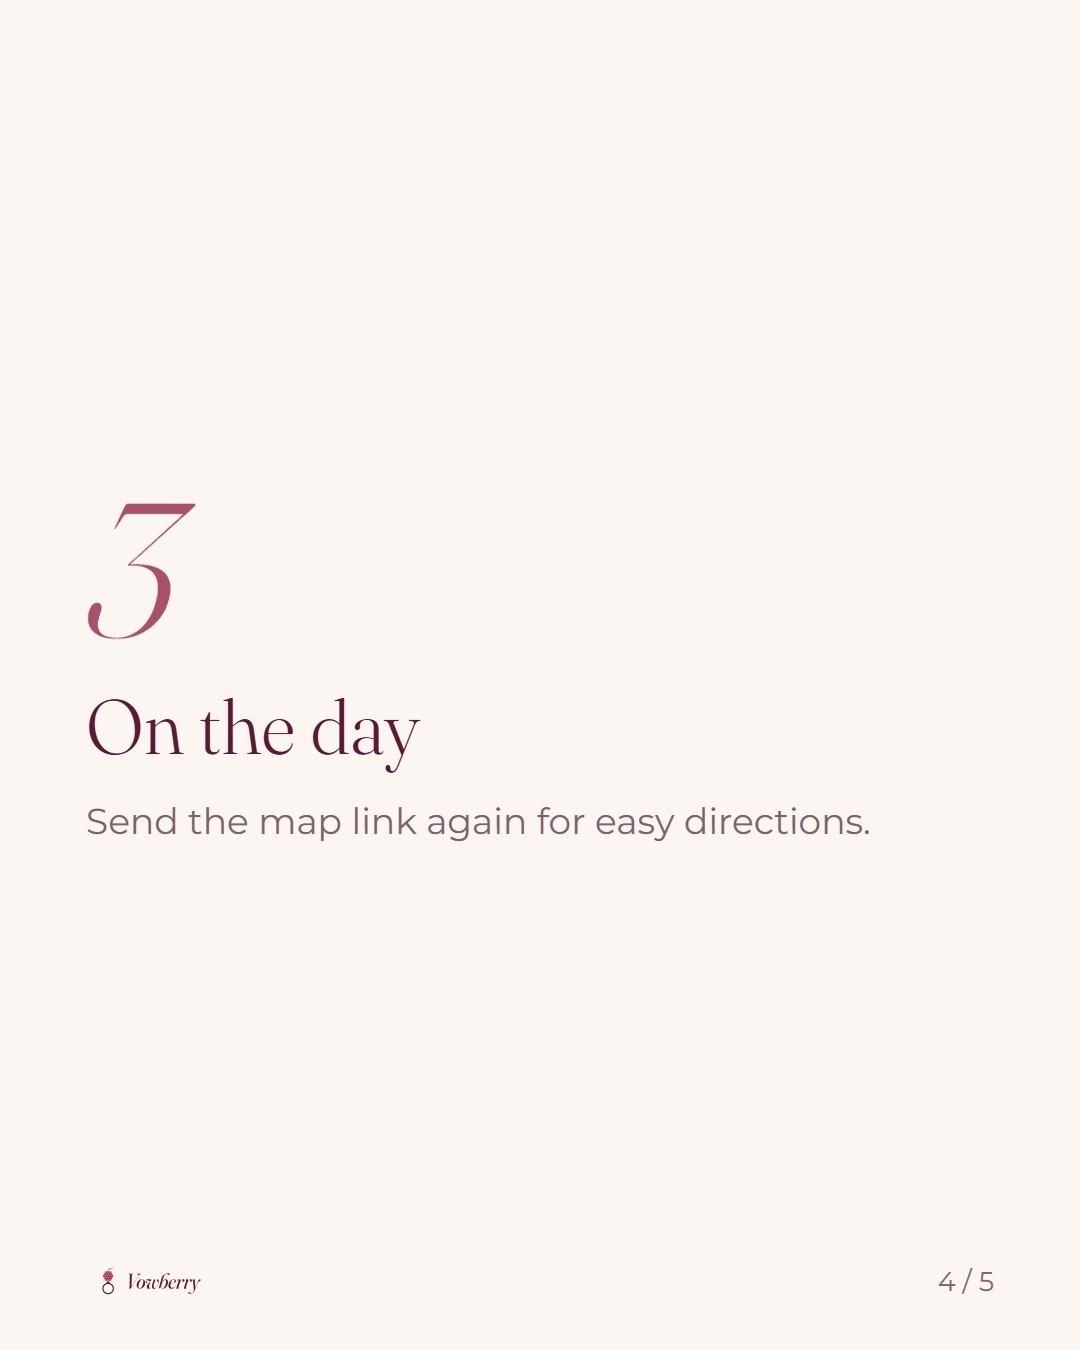 3
On the day
Send the map link again for easy directions.
Vowberry
4 / 5